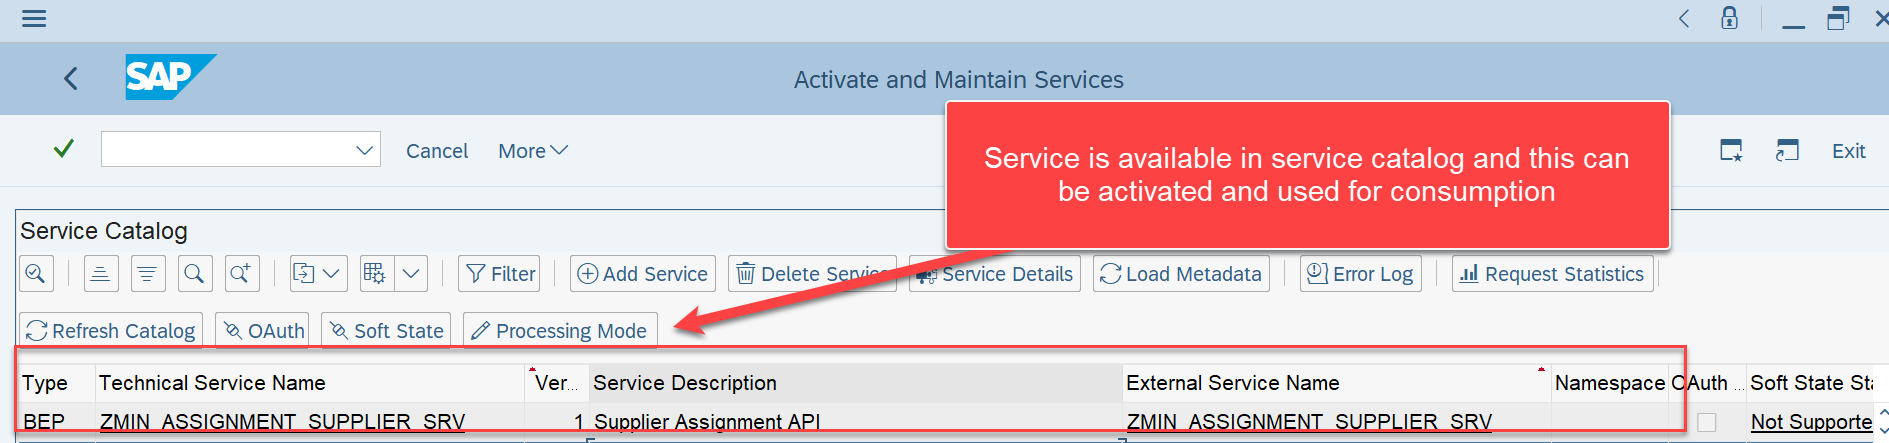 SAP
Activate and Maintain Services
Cancel More
Exit
Service is available in service catalog and this can
be activated and used for consumption
Service Catalog
Filter Add Service Delete Service Service Details Load Metadata Error Log Request Statistics
Refresh Catalog OAuth Soft State Processing Mode
Type Technical Service Name Ver... Service Description External Service Name Namespace OAuth ... Soft State Sta
BEP ZMIN_ASSIGNMENT_SUPPLIER_SRV 1 Supplier Assignment API ZMIN_ASSIGNMENT_SUPPLIER_SRV Not Supporte